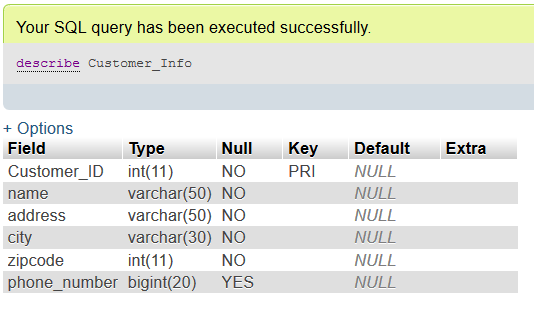 Your SQL query has been executed successfully.
describe Customer_Info
+ Options
Field Type Null Key Default Extra
Customer_ID int(11) NO PRI NULL
name varchar(50) NO NULL
address varchar(50) NO NULL
city varchar(30) NO NULL
zipcode int(11) NO NULL
phone_number bigint(20) YES NULL